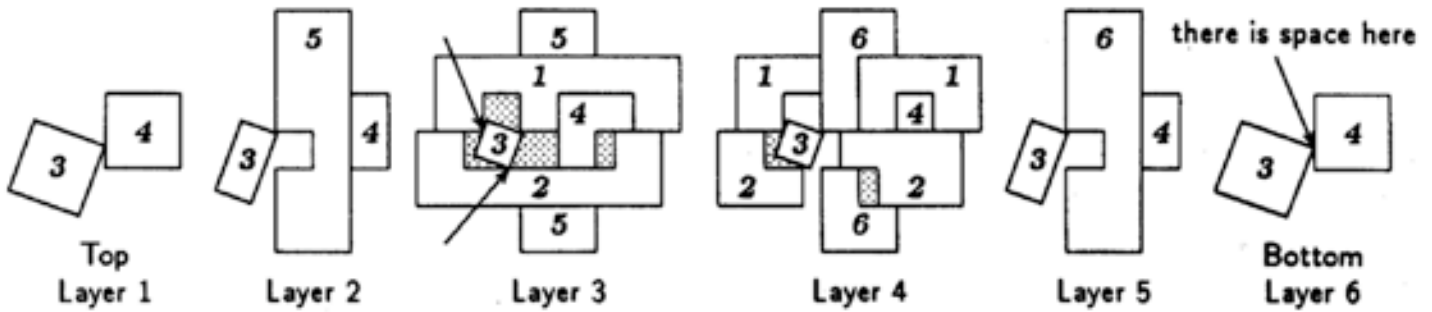 there is space here
3 4
5 3 4
5 1 4 3 2 5
6 1 1 4 3 2 2 6
6 3 4
4 3
Top
Layer 1
Layer 2
Layer 3
Layer 4
Layer 5
Bottom
Layer 6